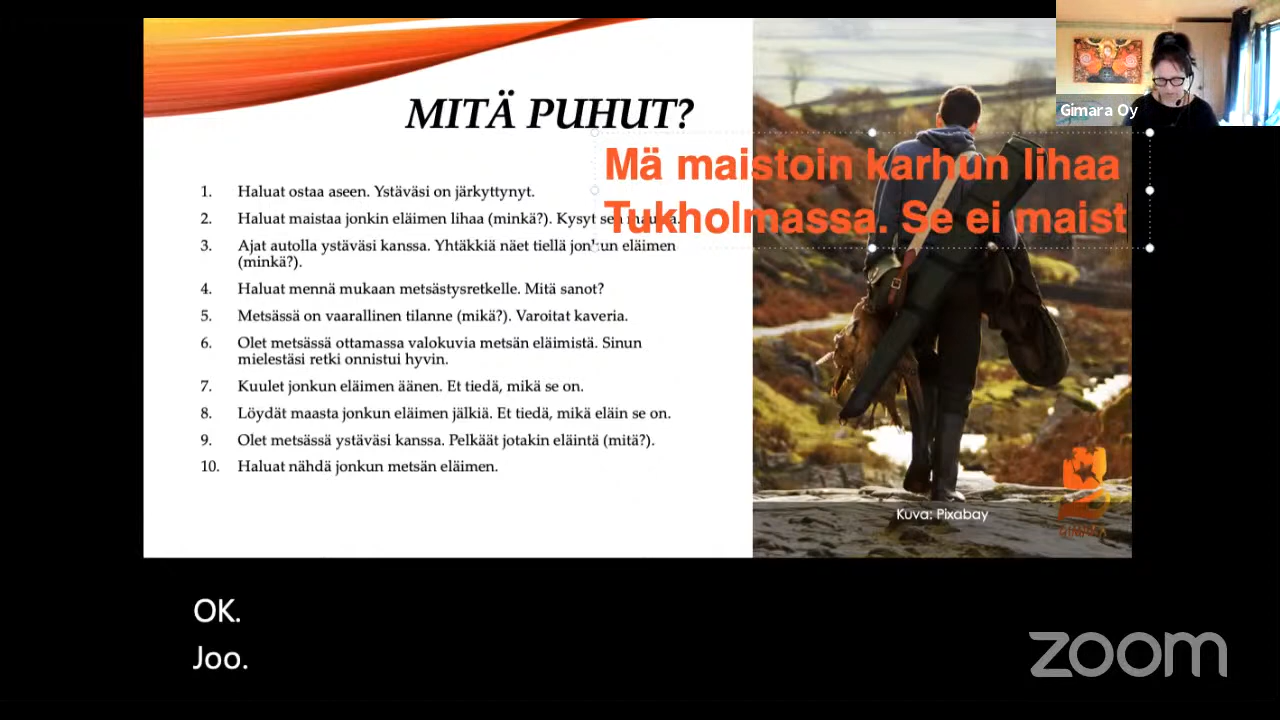 MITÄ PUHUT?
Gimara Oy
Mä maistoin karhun lihaa
Tukholmassa. Se ei maist
1. Haluat ostaa aseen. Ystäväsi on järkyttynyt.
2. Haluat maistaa jonkin eläimen lihaa (minkä?). Kysyt sen
3. Ajat autolla ystäväsi kanssa. Yhtäkkiä näet tiellä jonkun eläimen
(minkä?).
4. Haluat mennä mukaan metsästysretkelle. Mitä sanot?
5. Metsässä on vaarallinen tilanne (mikä?). Varoitat kaveria.
6. Olet metsässä ottamassa valokuvia metsän eläimistä. Sinun
mielestäsi retki onnistui hyvin.
7. Kuulet jonkun eläimen äänen. Et tiedä, mikä se on.
8. Löydät maasta jonkun eläimen jälkiä. Et tiedä, mikä eläin se on.
9. Olet metsässä ystäväsi kanssa. Pelkäät jotakin eläintä (mitä?).
10. Haluat nähdä jonkun metsän eläimen.
Kuva: Pixabay
OK.
Joo.
zoom